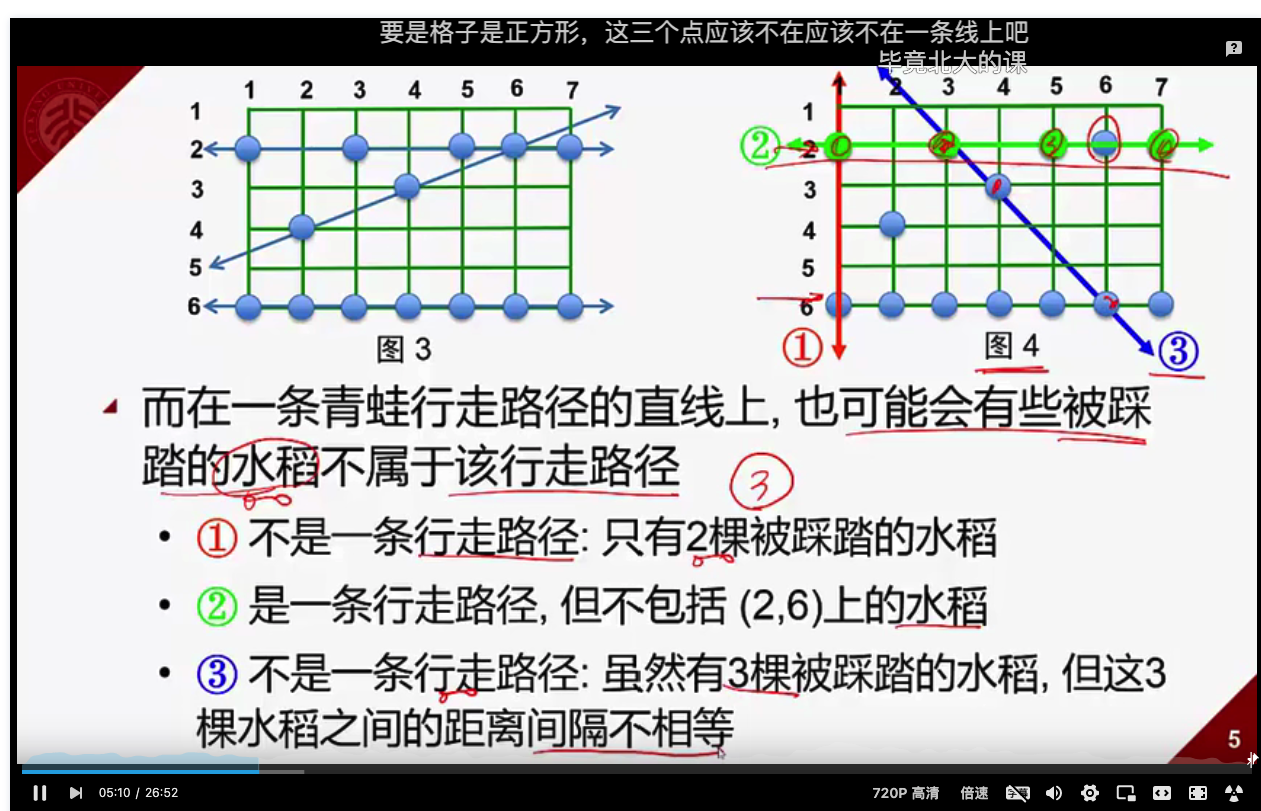 要是格子是正方形，这三个点应该不在应该不在一条线上吧
毕竟北大的课
1 2 3 4 5 6 7
1
2
3
4
5
6
图 3
1 2 3 4 5 6 7
②
1
2
3
4
5
6
①
③
图 4
而在一条青蛙行走路径的直线上, 也可能会有些被踩
踏的水稻不属于该行走路径
3
• ① 不是一条行走路径: 只有2棵被踩踏的水稻
• ② 是一条行走路径, 但不包括 (2,6)上的水稻
• ③ 不是一条行走路径: 虽然有3棵被踩踏的水稻, 但这3
棵水稻之间的距离间隔不相等
5
05:10 / 26:52
720P 高清 倍速